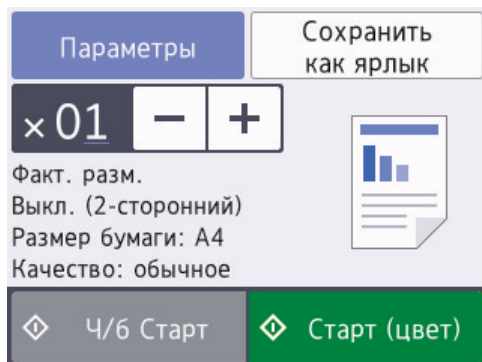 Параметры
Сохранить
как ярлык
×01
− +
Факт. разм.
Выкл. (2-сторонний)
Размер бумаги: A4
Качество: обычное
Ч/б Старт
Старт (цвет)